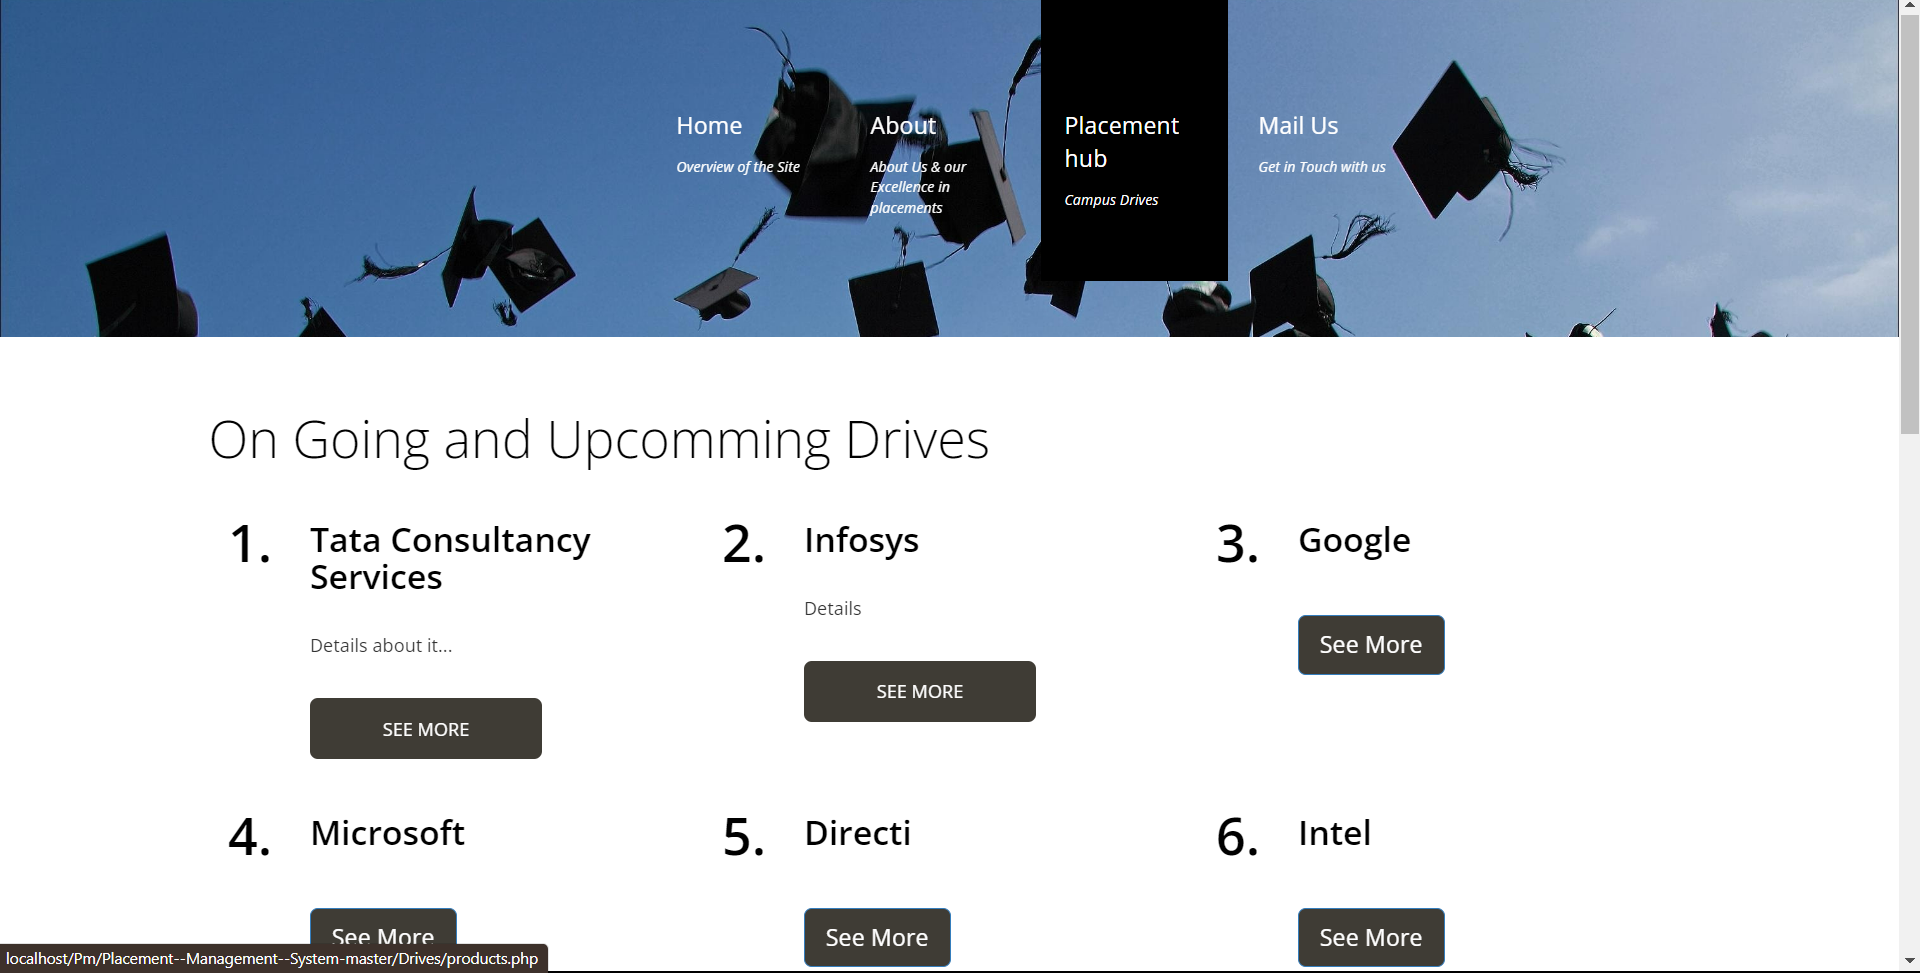 Home
Overview of the Site
About
About Us & our
Excellence in
placements
Placement
hub
Campus Drives
Mail Us
Get in Touch with us
On Going and Upcomming Drives
1.
Tata Consultancy
Services
Details about it...
SEE MORE
2.
Infosys
Details
SEE MORE
3.
Google
See More
4.
Microsoft
See More
5.
Directi
See More
6.
Intel
See More
localhost/Pm/Placement--Management--System-master/Drives/products.php